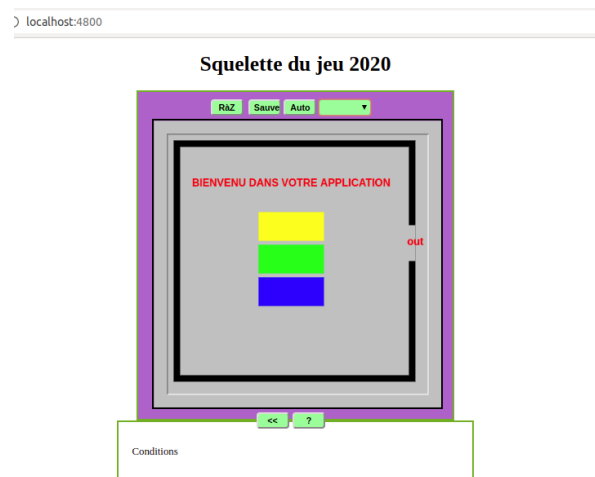 localhost:4800
Squelette du jeu 2020
RàZ Sauve Auto
BIENVENU DANS VOTRE APPLICATION
out
<< ?
Conditions